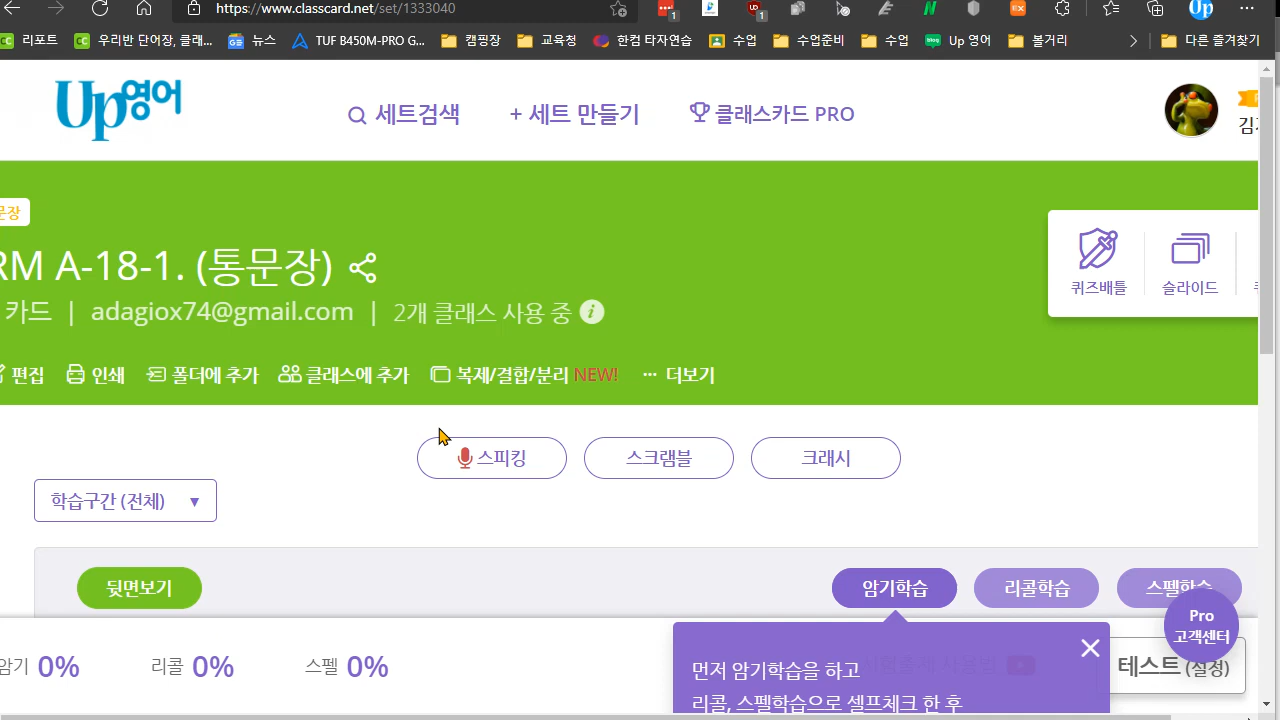 https://www.classcard.net/set/1333040
리포트 우리반 단어장, 클래... 뉴스 TUF B450M-PRO G... 캠핑장 교육청 한컴 타자연습 수업 수업준비 수업 Up 영어 볼거리 다른 즐겨찾기
Up영어
세트검색 + 세트 만들기 클래스카드 PRO
문장
RM A-18-1. (통문장)
카드 | adagiox74@gmail.com | 2개 클래스 사용 중
퀴즈배틀 슬라이드
편집 인쇄 폴더에 추가 클래스에 추가 복제/결합/분리 NEW! ··· 더보기
스피킹 스크램블 크래시
학습구간 (전체) ▼
뒷면보기 암기학습 리콜학습 스펠학습
Pro
고객센터
암기 0% 리콜 0% 스펠 0%
테스트 (설정)
먼저 암기학습을 하고
리콜, 스펠학습으로 셀프체크 한 후